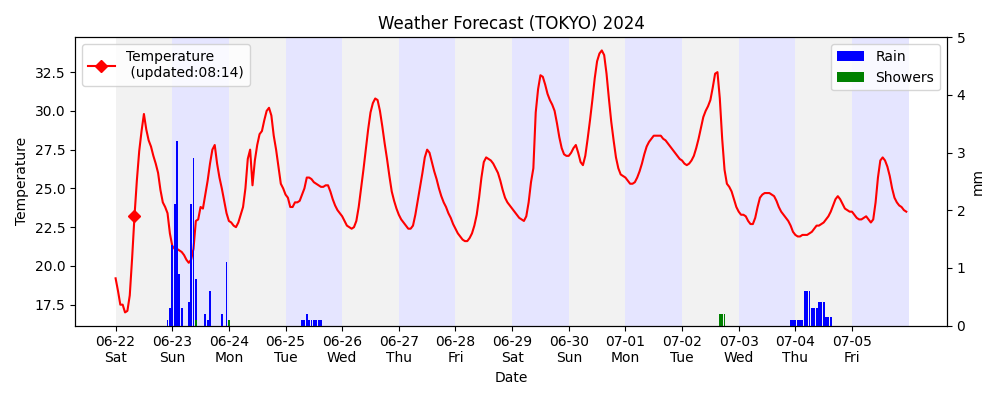 Weather Forecast (TOKYO) 2024
Temperature
(updated:08:14)
Rain
Showers
Temperature
32.5
30.0
27.5
25.0
22.5
20.0
17.5
5
4
3
2
1
0
mm
06-22 06-23 06-24 06-25 06-26 06-27 06-28 06-29 06-30 07-01 07-02 07-03 07-04 07-05
Sat Sun Mon Tue Wed Thu Fri Sat Sun Mon Tue Wed Thu Fri
Date